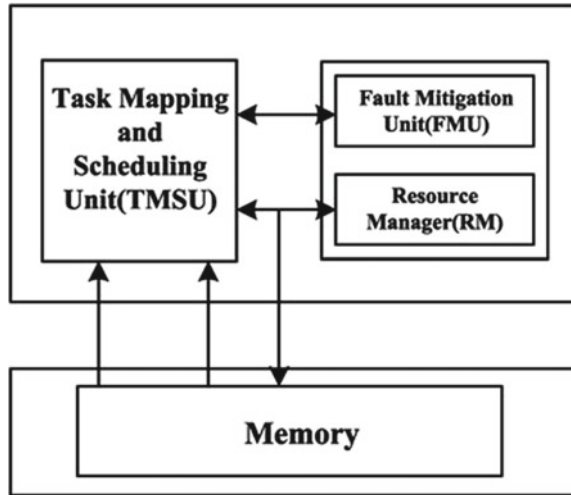 Task Mapping
and
Scheduling
Unit(TMSU)
Fault Mitigation
Unit(FMU)
Resource
Manager(RM)
Memory